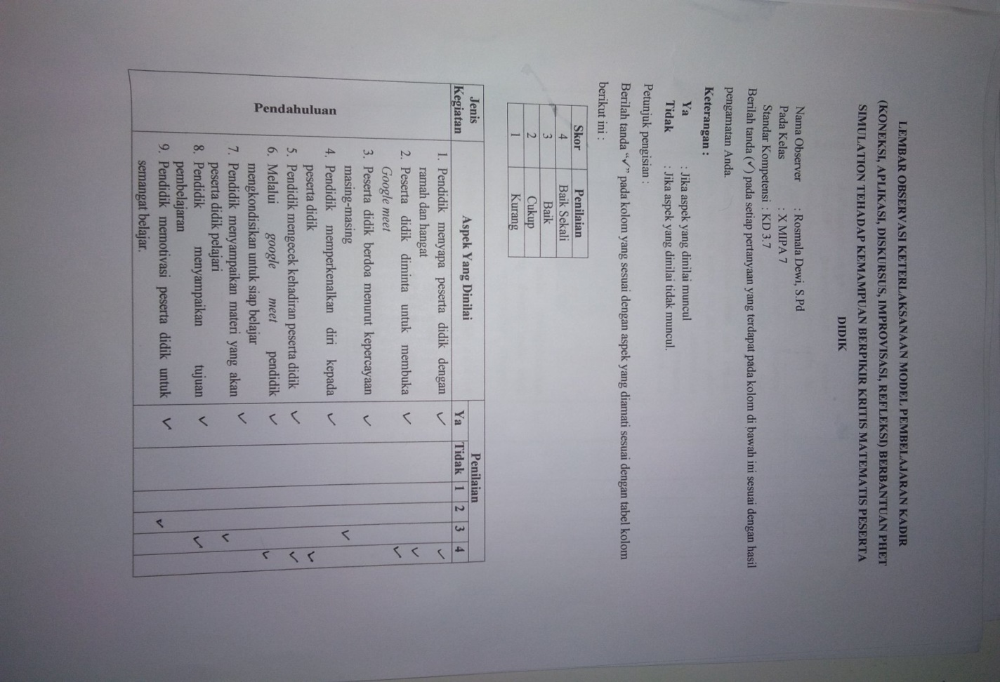 LEMBAR OBSERVASI KETERLAKSANAAN MODEL PEMBELAJARAN KADIR
(KONEKSI, APLIKASI, DISKURSUS, IMPROVISASI, REFLEKSI) BERBANTUAN PHET
SIMULATION TEHADAP KEMAMPUAN BERPIKIR KRITIS MATEMATIS PESERTA
DIDIK
Nama Observer : Rosmala Dewi, S.Pd
Pada Kelas : X MIPA 7
Standar Kompetensi : KD 3.7
Berilah tanda (✓) pada setiap pertanyaan yang terdapat pada kolom di bawah ini sesuai dengan hasil
pengamatan Anda.
Keterangan :
Ya : Jika aspek yang dinilai muncul
Tidak : Jika aspek yang dinilai tidak muncul.
Petunjuk pengisian :
Berilah tanda “✓” pada kolom yang sesuai dengan aspek yang diamati sesuai dengan tabel kolom
berikut ini :
Skor Penilaian
4 Baik Sekali
3 Baik
2 Cukup
1 Kurang
Jenis Kegiatan Aspek Yang Dinilai Penilaian
Ya Tidak 1 2 3 4
Pendahuluan
1. Pendidik menyapa peserta didik dengan ✓ ✓
ramah dan hangat ✓
2. Peserta didik diminta untuk membuka ✓ ✓
Google meet
3. Peserta didik berdoa menurut kepercayaan ✓
masing-masing ✓
4. Pendidik memperkenalkan diri kepada ✓
peserta didik ✓
5. Pendidik mengecek kehadiran peserta didik ✓ ✓
6. Melalui google meet pendidik ✓ ✓
mengkondisikan untuk siap belajar
7. Pendidik menyampaikan materi yang akan ✓ ✓
peserta didik pelajari
8. Pendidik menyampaikan tujuan ✓ ✓
pembelajaran
9. Pendidik memotivasi peserta didik untuk ✓ ✓
semangat belajar.